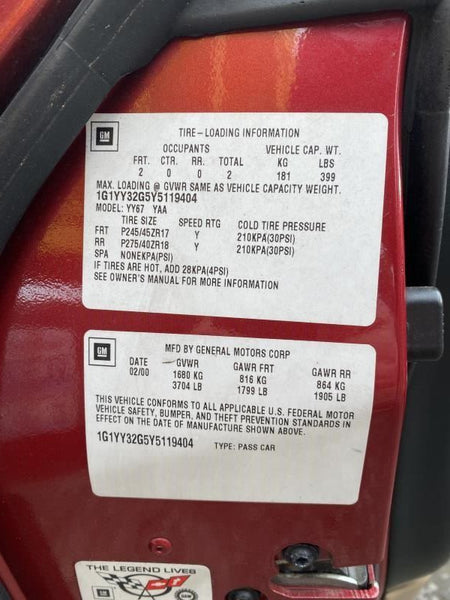 GM
TIRE-LOADING INFORMATION
OCCUPANTS VEHICLE CAP. WT.
FRT. CTR. RR. TOTAL KG LBS
2 0 0 2 181 399
MAX. LOADING @ GVWR SAME AS VEHICLE CAPACITY WEIGHT.
1G1YY32G5Y5119404
MODEL: YY67 YAA
TIRE SIZE SPEED RTG COLD TIRE PRESSURE
FRT P245/45ZR17 Y 210KPA(30PSI)
RR P275/40ZR18 Y 210KPA(30PSI)
SPA NONEKPA(PSI)
IF TIRES ARE HOT, ADD 28KPA(4PSI)
SEE OWNER'S MANUAL FOR MORE INFORMATION
GM
MFD BY GENERAL MOTORS CORP
DATE GVWR GAWR FRT GAWR RR
02/00 1680 KG 816 KG 864 KG
3704 LB 1799 LB 1905 LB
THIS VEHICLE CONFORMS TO ALL APPLICABLE U.S. FEDERAL MOTOR
VEHICLE SAFETY, BUMPER, AND THEFT PREVENTION STANDARDS IN
EFFECT ON THE DATE OF MANUFACTURE SHOWN ABOVE.
1G1YY32G5Y5119404 TYPE: PASS CAR
THE LEGEND LIVES
GM